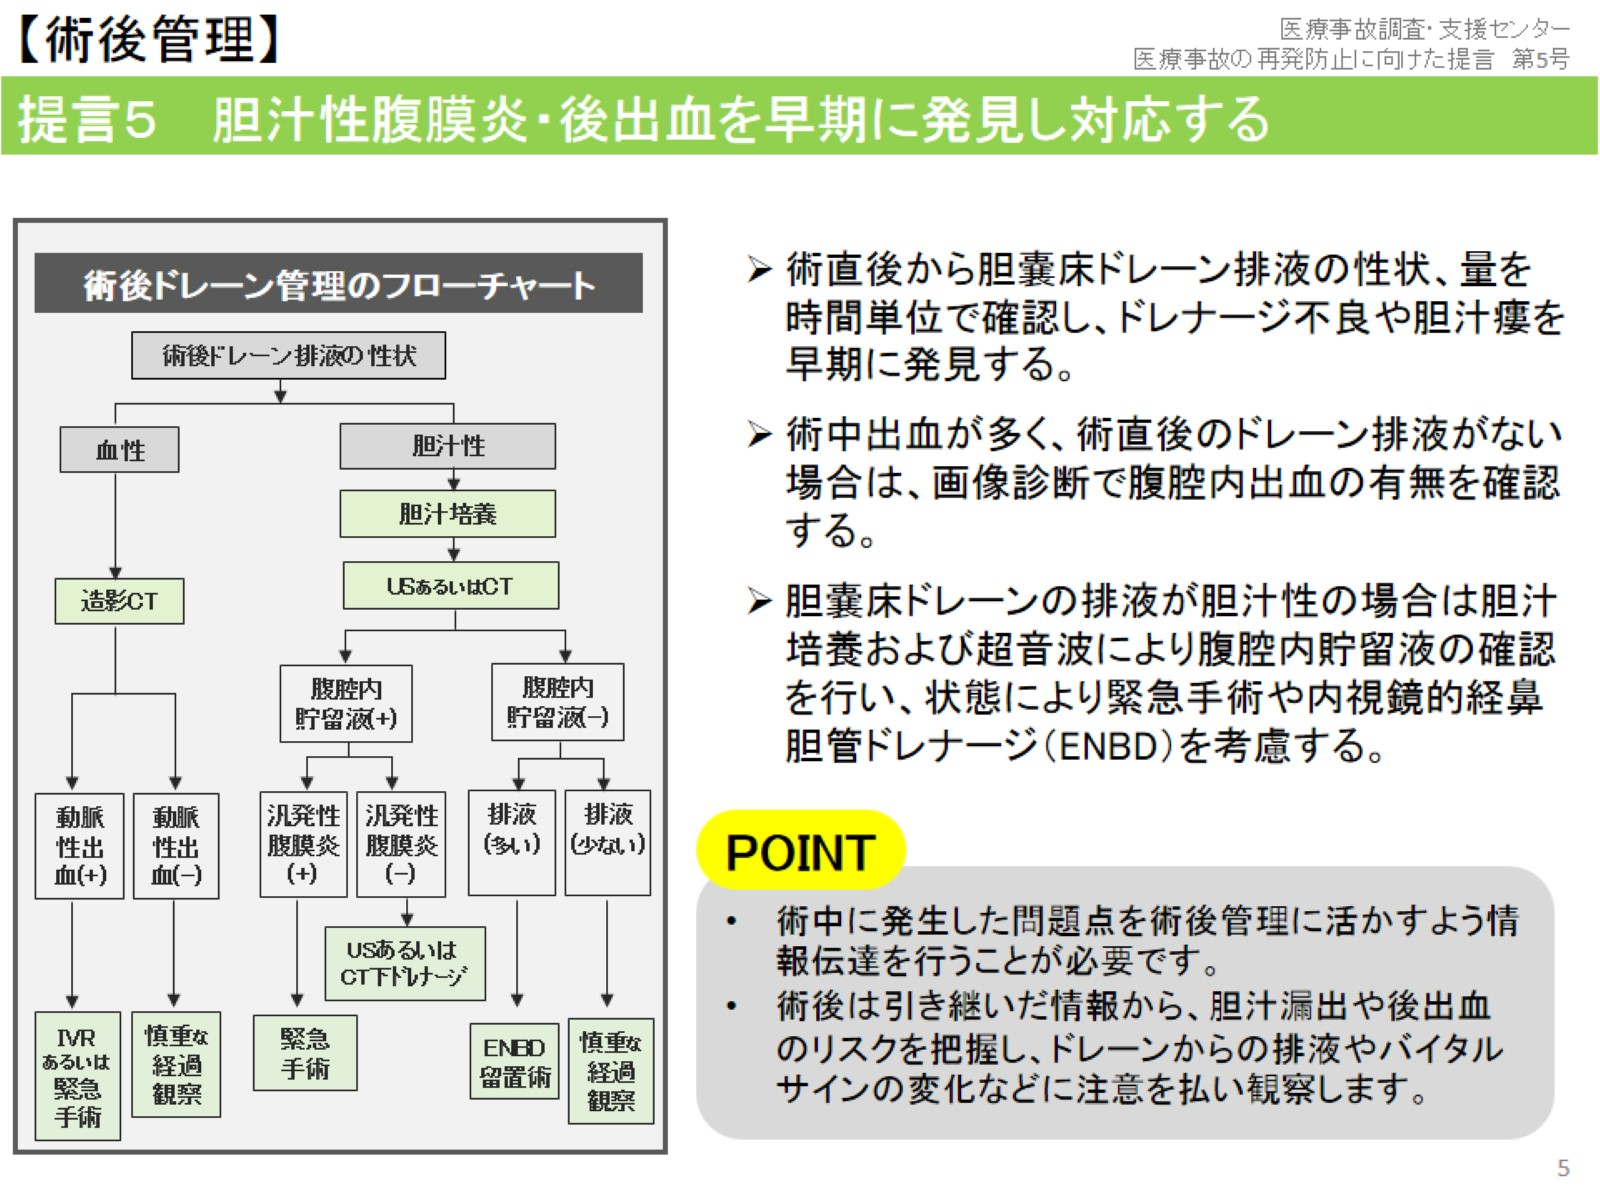 【術後管理】
医療事故調査・支援センター
医療事故の再発防止に向けた提言 第5号
提言5 胆汁性腹膜炎・後出血を早期に発見し対応する
術後ドレーン管理のフローチャート
術後ドレーン排液の性状
血性
胆汁性
胆汁培養
造影CT
USあるいはCT
腹腔内
貯留液(+)
腹腔内
貯留液(-)
動脈
性出
血(+)
動脈
性出
血(-)
汎発性
腹膜炎
(+)
汎発性
腹膜炎
(-)
排液
(多い)
排液
(少ない)
USあるいは
CT下ドレナージ
IVR
あるいは
緊急
手術
慎重な
経過
観察
緊急
手術
ENBD
留置術
慎重な
経過
観察
➢ 術直後から胆嚢床ドレーン排液の性状、量を
時間単位で確認し、ドレナージ不良や胆汁瘻を
早期に発見する。
➢ 術中出血が多く、術直後のドレーン排液がない
場合は、画像診断で腹腔内出血の有無を確認
する。
➢ 胆嚢床ドレーンの排液が胆汁性の場合は胆汁
培養および超音波により腹腔内貯留液の確認
を行い、状態により緊急手術や内視鏡的経鼻
胆管ドレナージ（ENBD）を考慮する。
POINT
• 術中に発生した問題点を術後管理に活かすよう情
報伝達を行うことが必要です。
• 術後は引き継いだ情報から、胆汁漏出や後出血
のリスクを把握し、ドレーンからの排液やバイタル
サインの変化などに注意を払い観察します。
5